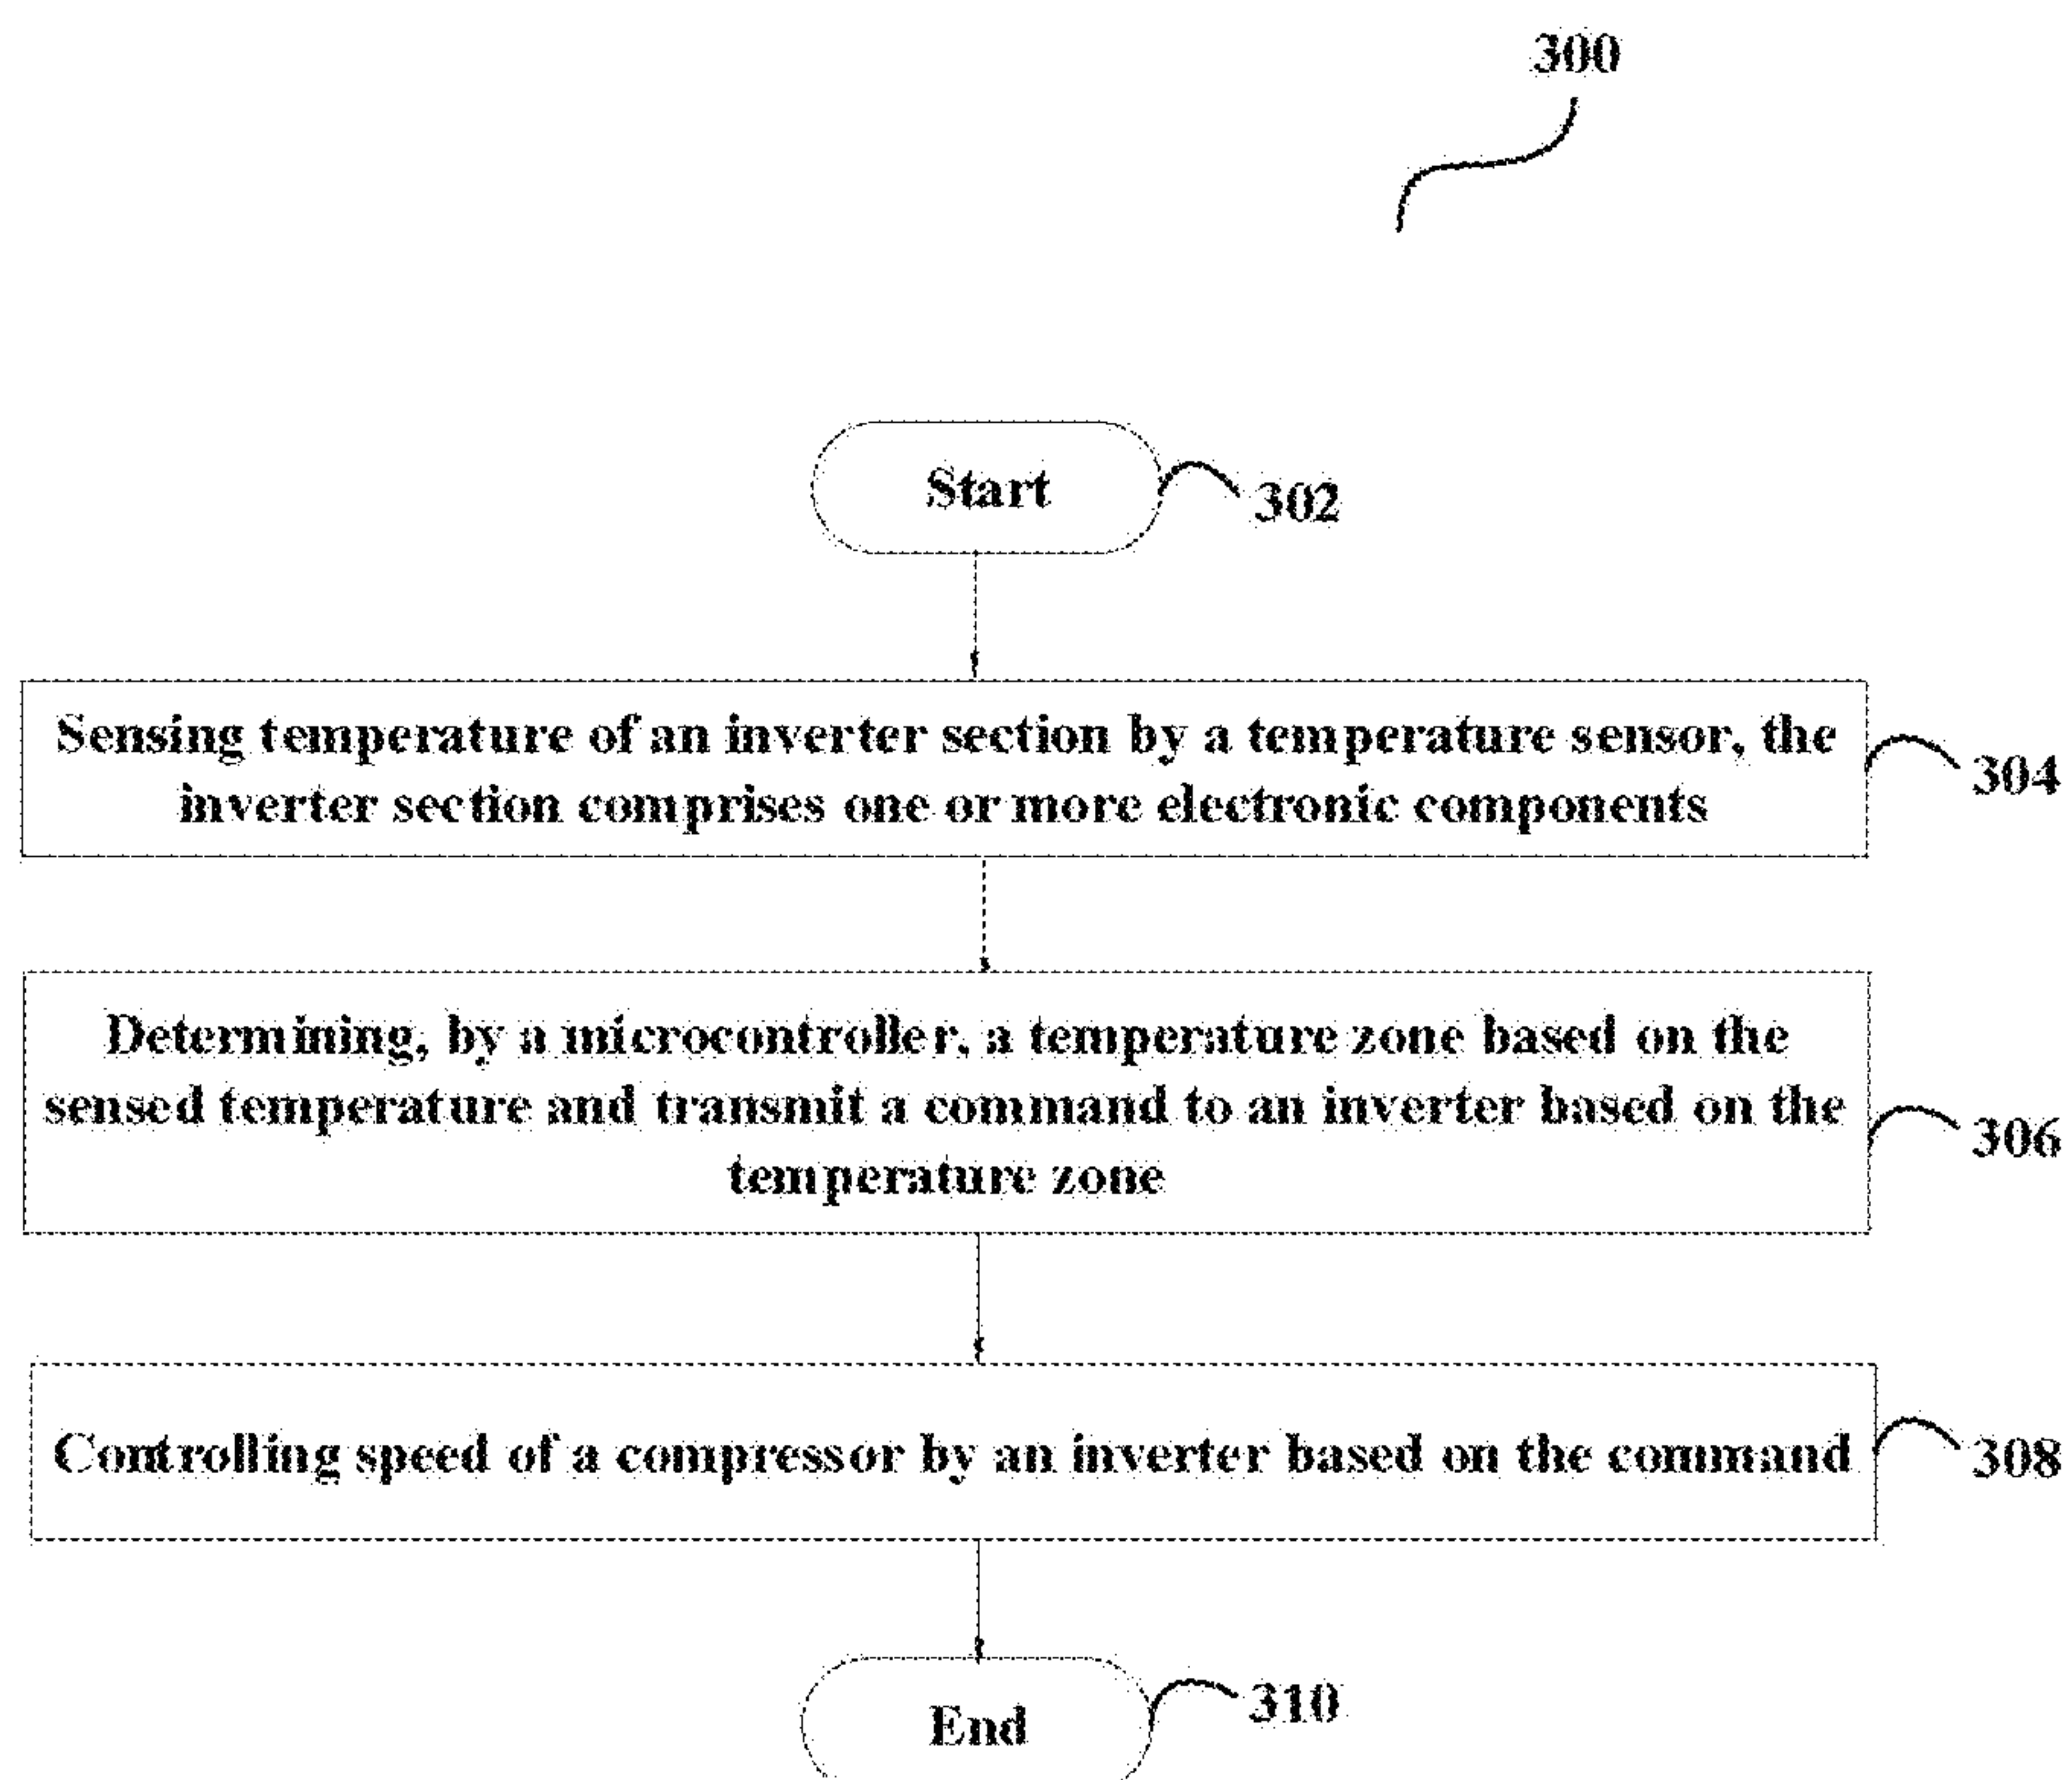 300
Start
302
Sensing temperature of an inverter section by a temperature sensor, the
inverter section comprises one or more electronic components
304
Determining, by a microcontroller, a temperature zone based on the
sensed temperature and transmit a command to an inverter based on the
temperature zone
306
Controlling speed of a compressor by an inverter based on the command
308
End
310